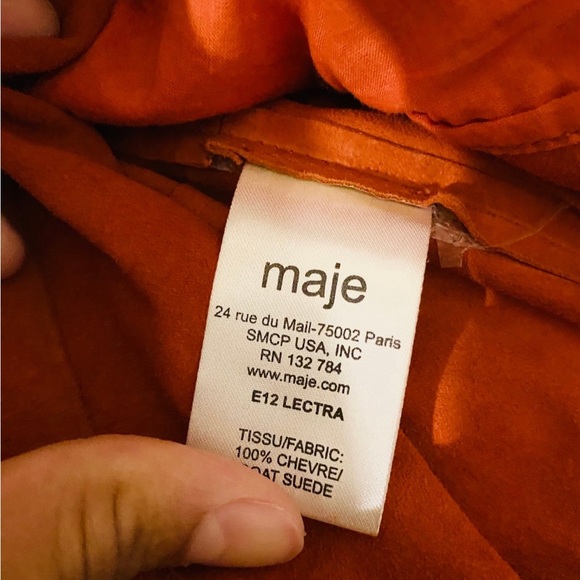 maje
24 rue du Mail-75002 Paris
SMCP USA, INC
RN 132 784
www.maje.com
E12 LECTRA
TISSU/FABRIC:
100% CHEVRE/
SUEDE